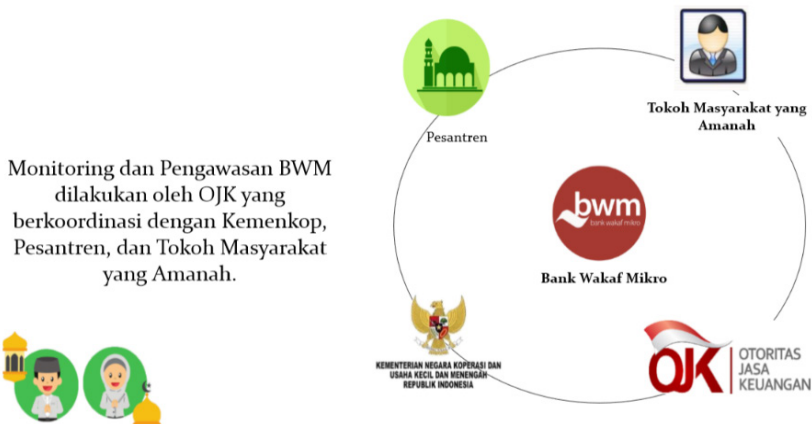 Monitoring dan Pengawasan BWM
dilakukan oleh OJK yang
berkoordinasi dengan Kemenkop,
Pesantren, dan Tokoh Masyarakat
yang Amanah.
Pesantren
Tokoh Masyarakat yang
Amanah
bwm
bank wakaf mikro
Bank Wakaf Mikro
KEMENTERIAN NEGARA KOPERASI DAN
USAHA KECIL DAN MENENGAH
REPUBLIK INDONESIA
OJK
OTORITAS
JASA
KEUANGAN